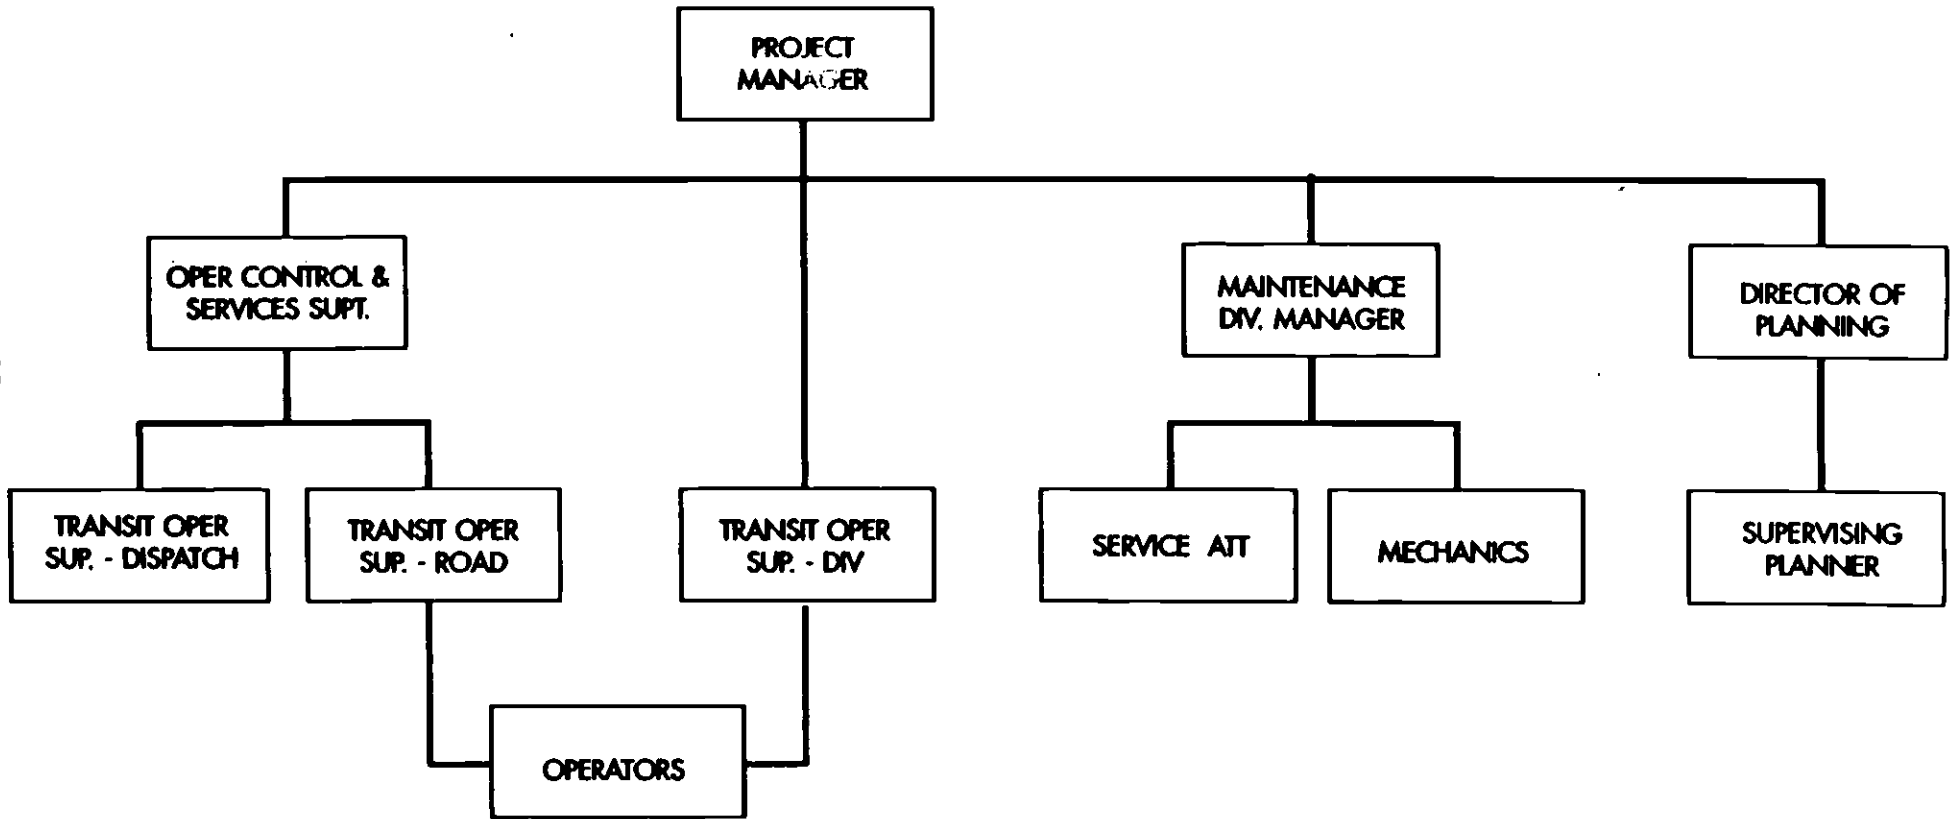 PROJECT
MANAGER
OPER CONTROL &
SERVICES SUPT.
MAINTENANCE
DIV. MANAGER
DIRECTOR OF
PLANNING
TRANSIT OPER
SUP. - DISPATCH
TRANSIT OPER
SUP. - ROAD
TRANSIT OPER
SUP. - DIV
SERVICE ATT
MECHANICS
SUPERVISING
PLANNER
OPERATORS